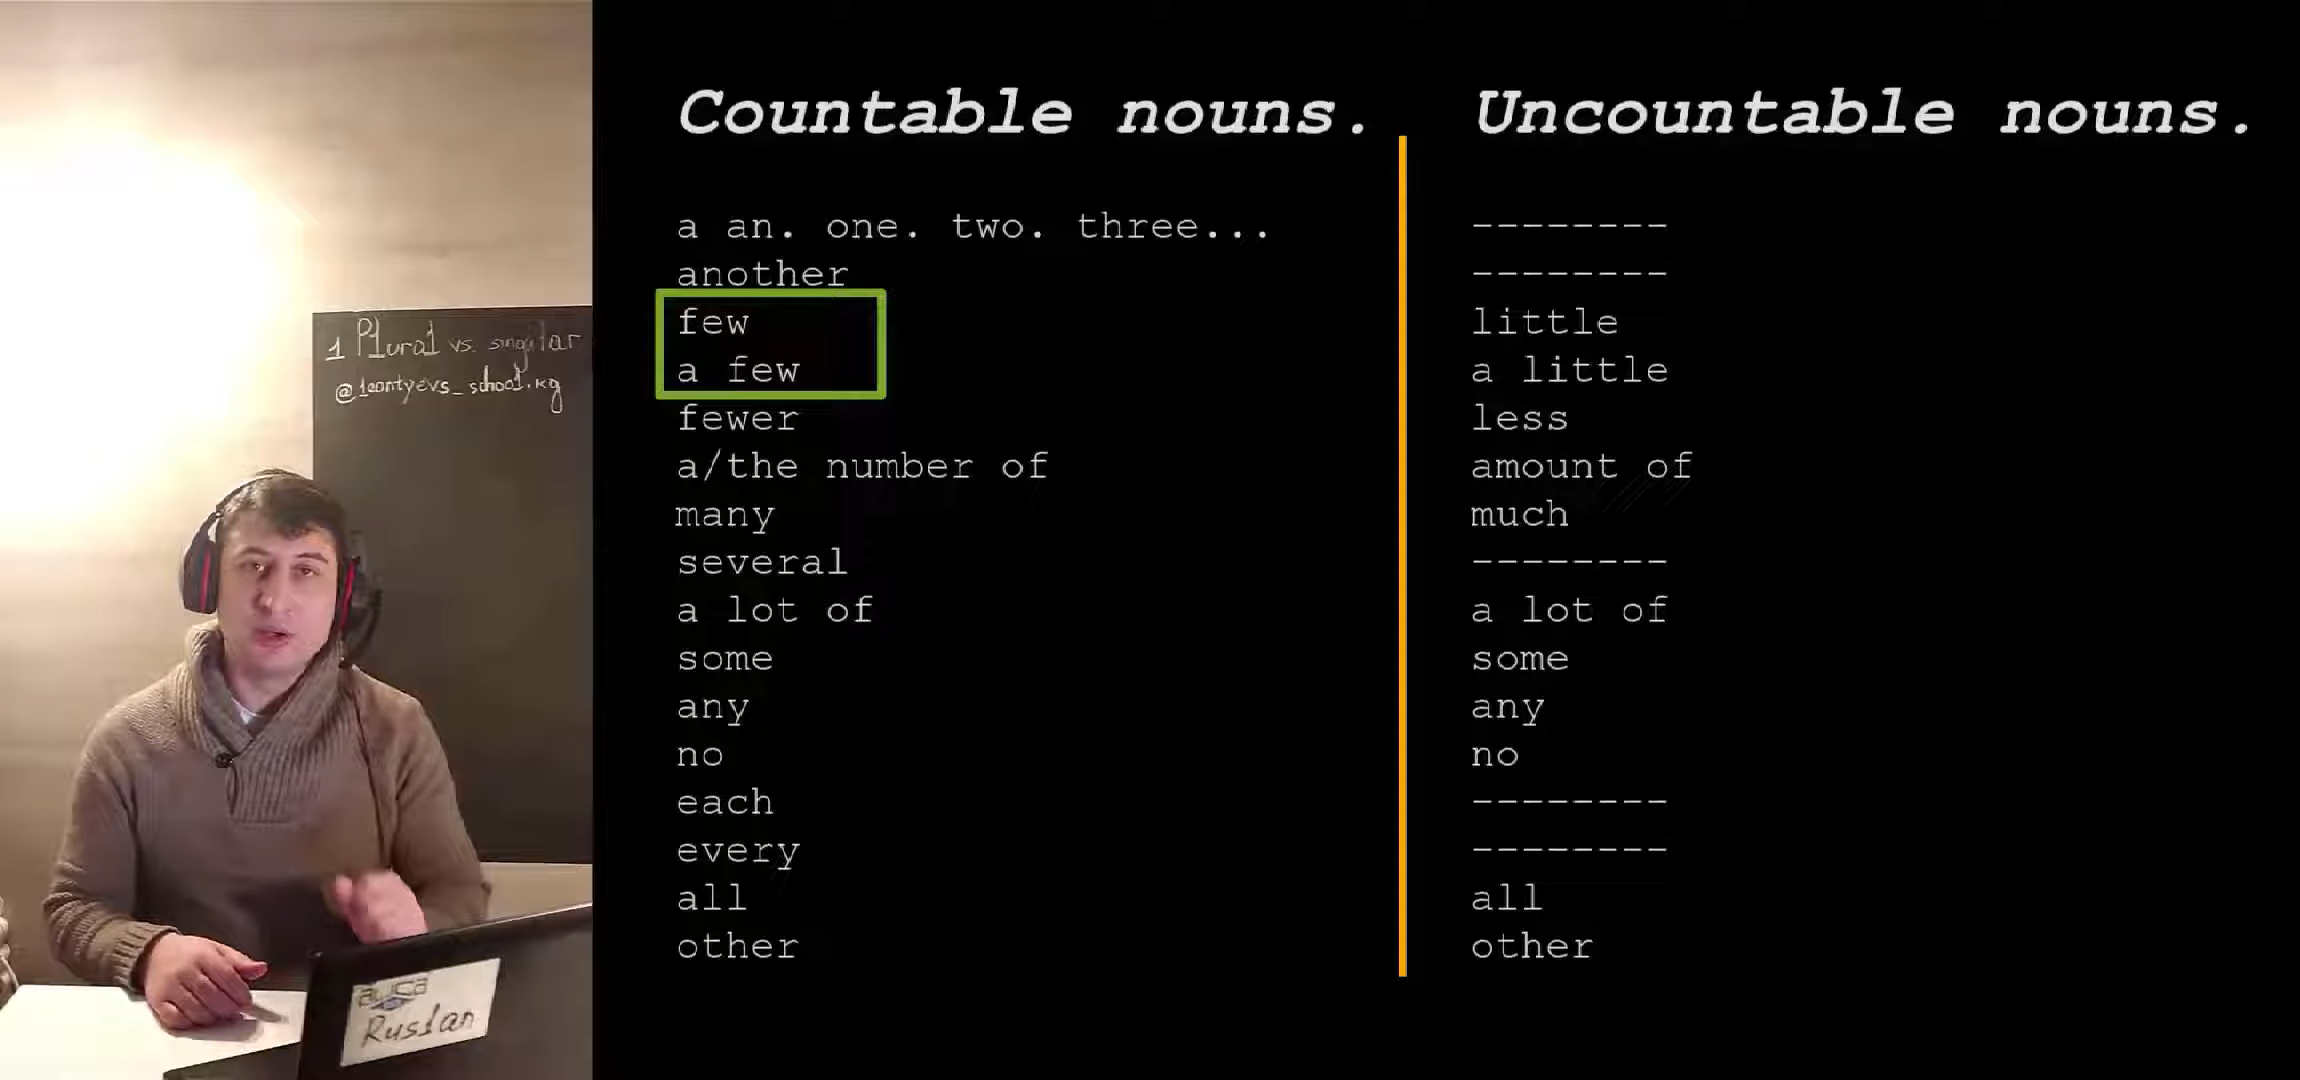 1 Plural vs. singular
@leontyevs_school.kg
auca
Ruslan
Countable nouns.
a an. one. two. three...
another
few
a few
fewer
a/the number of
many
several
a lot of
some
any
no
each
every
all
other
Uncountable nouns.
--------
--------
little
a little
less
amount of
much
--------
a lot of
some
any
no
--------
--------
all
other